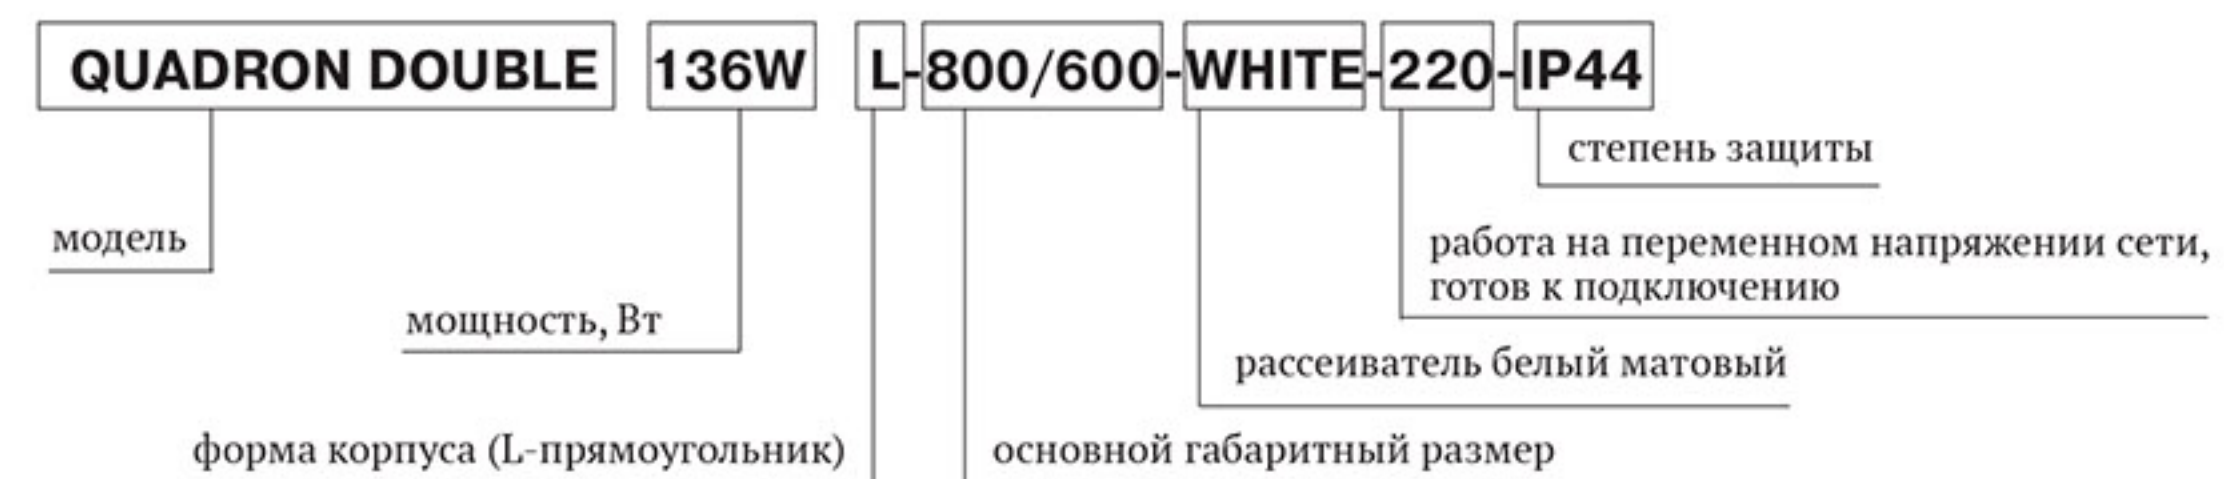 QUADRON DOUBLE 136W L-800/600-WHITE-220-IP44
степень защиты
модель
работа на переменном напряжении сети,
готов к подключению
мощность, Вт
рассеиватель белый матовый
форма корпуса (L-прямоугольник)
основной габаритный размер